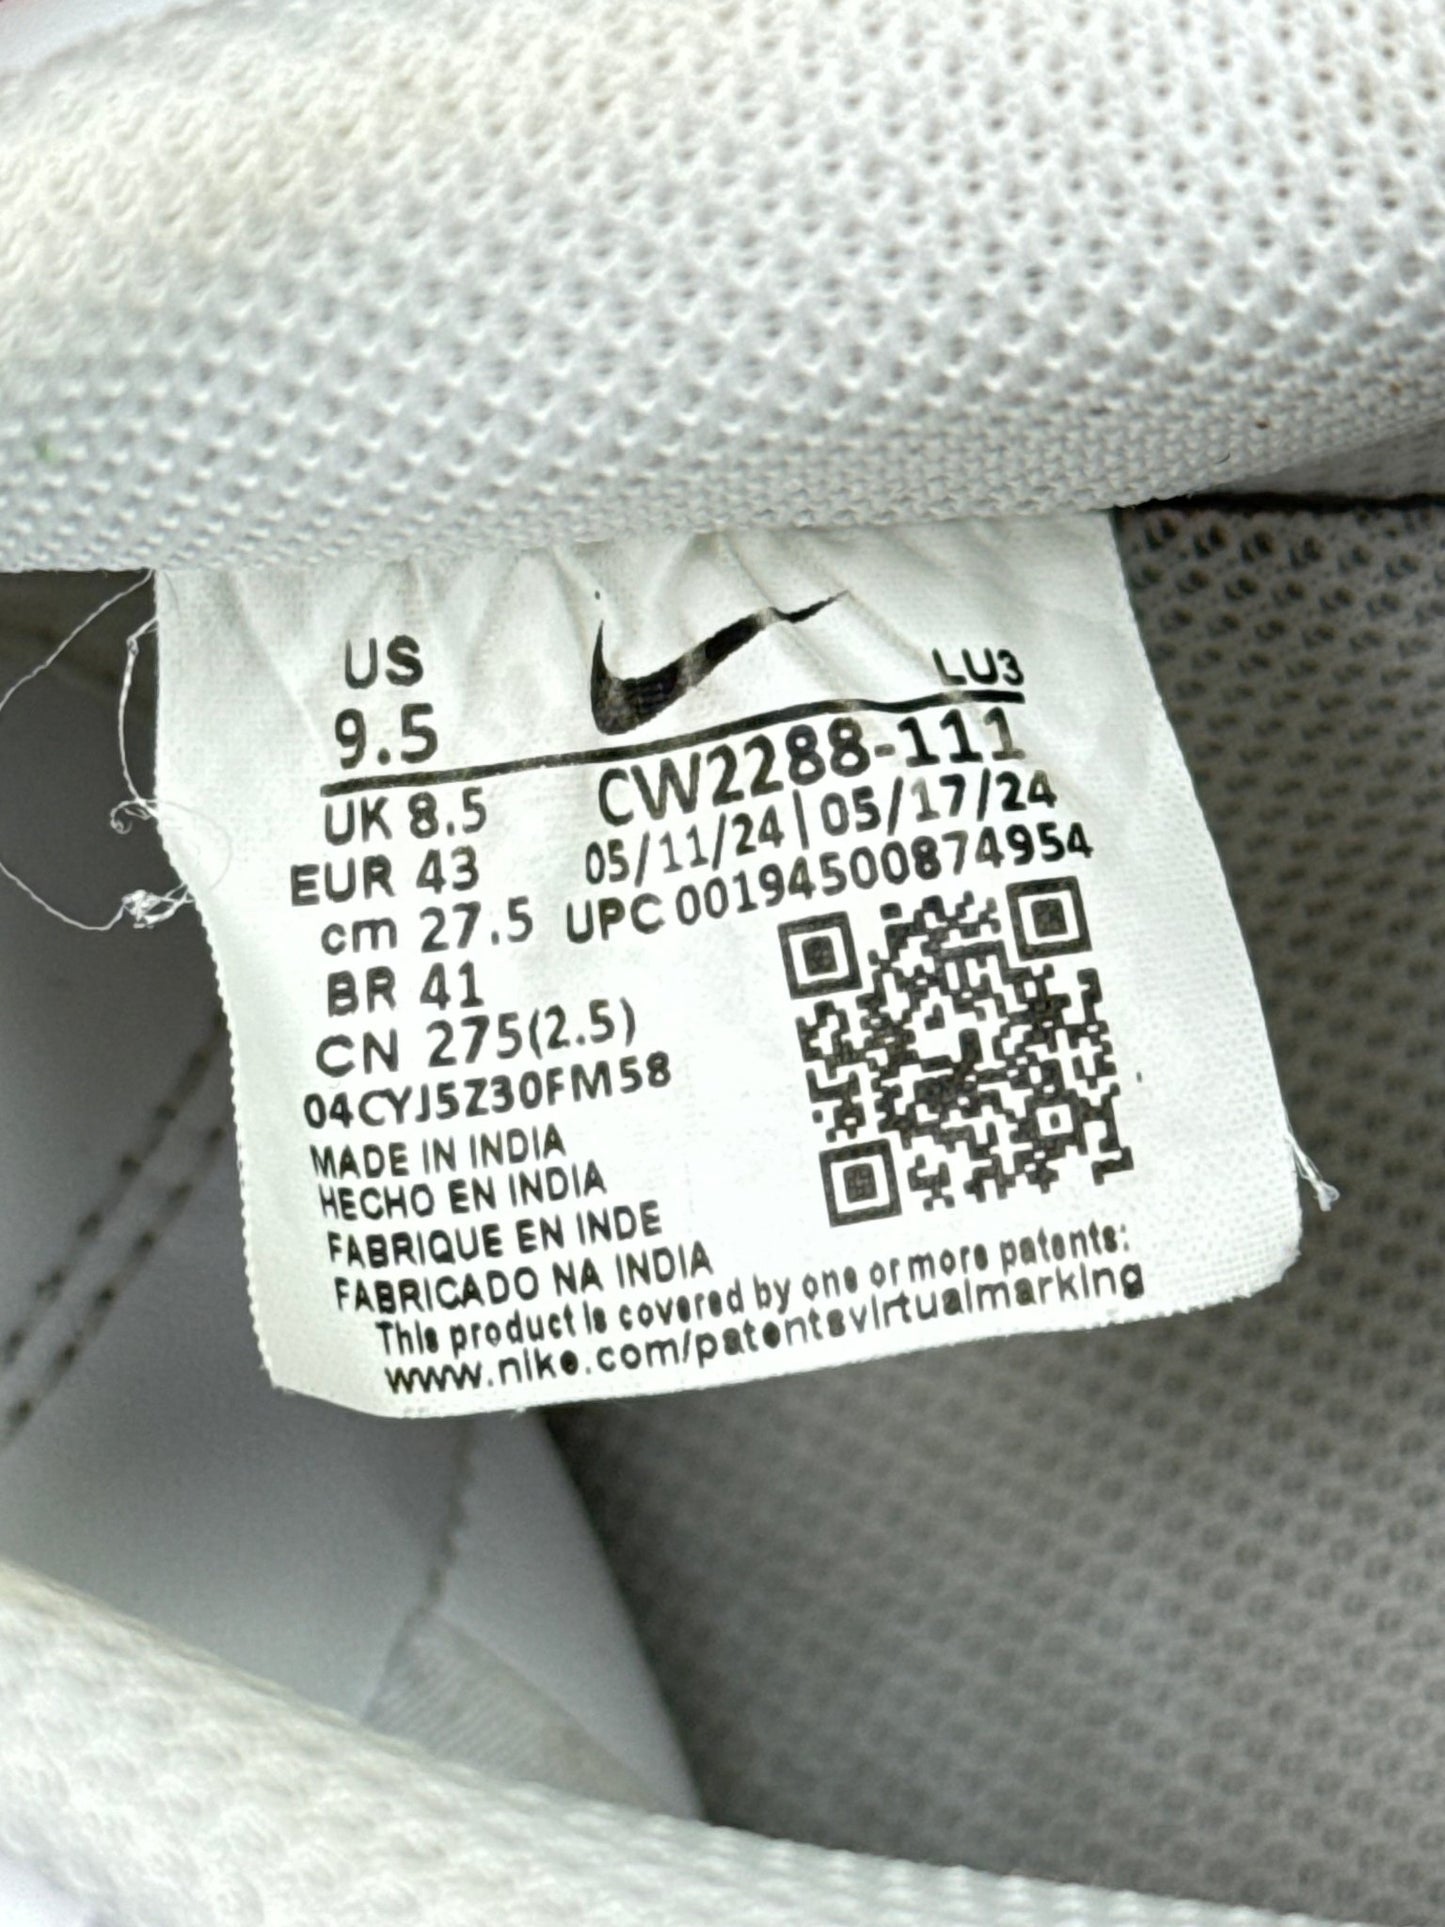 US
9.5
LU3
UK 8.5
CW2288-111
EUR 43
05/11/24 | 05/17/24
cm 27.5
UPC 00194500874954
BR 41
CN 275(2.5)
04CYJ5Z30FM58
MADE IN INDIA
HECHO EN INDIA
FABRIQUE EN INDE
FABRICADO NA INDIA
This product is covered by one or more patents:
www.nike.com/patentsvirtualmarking